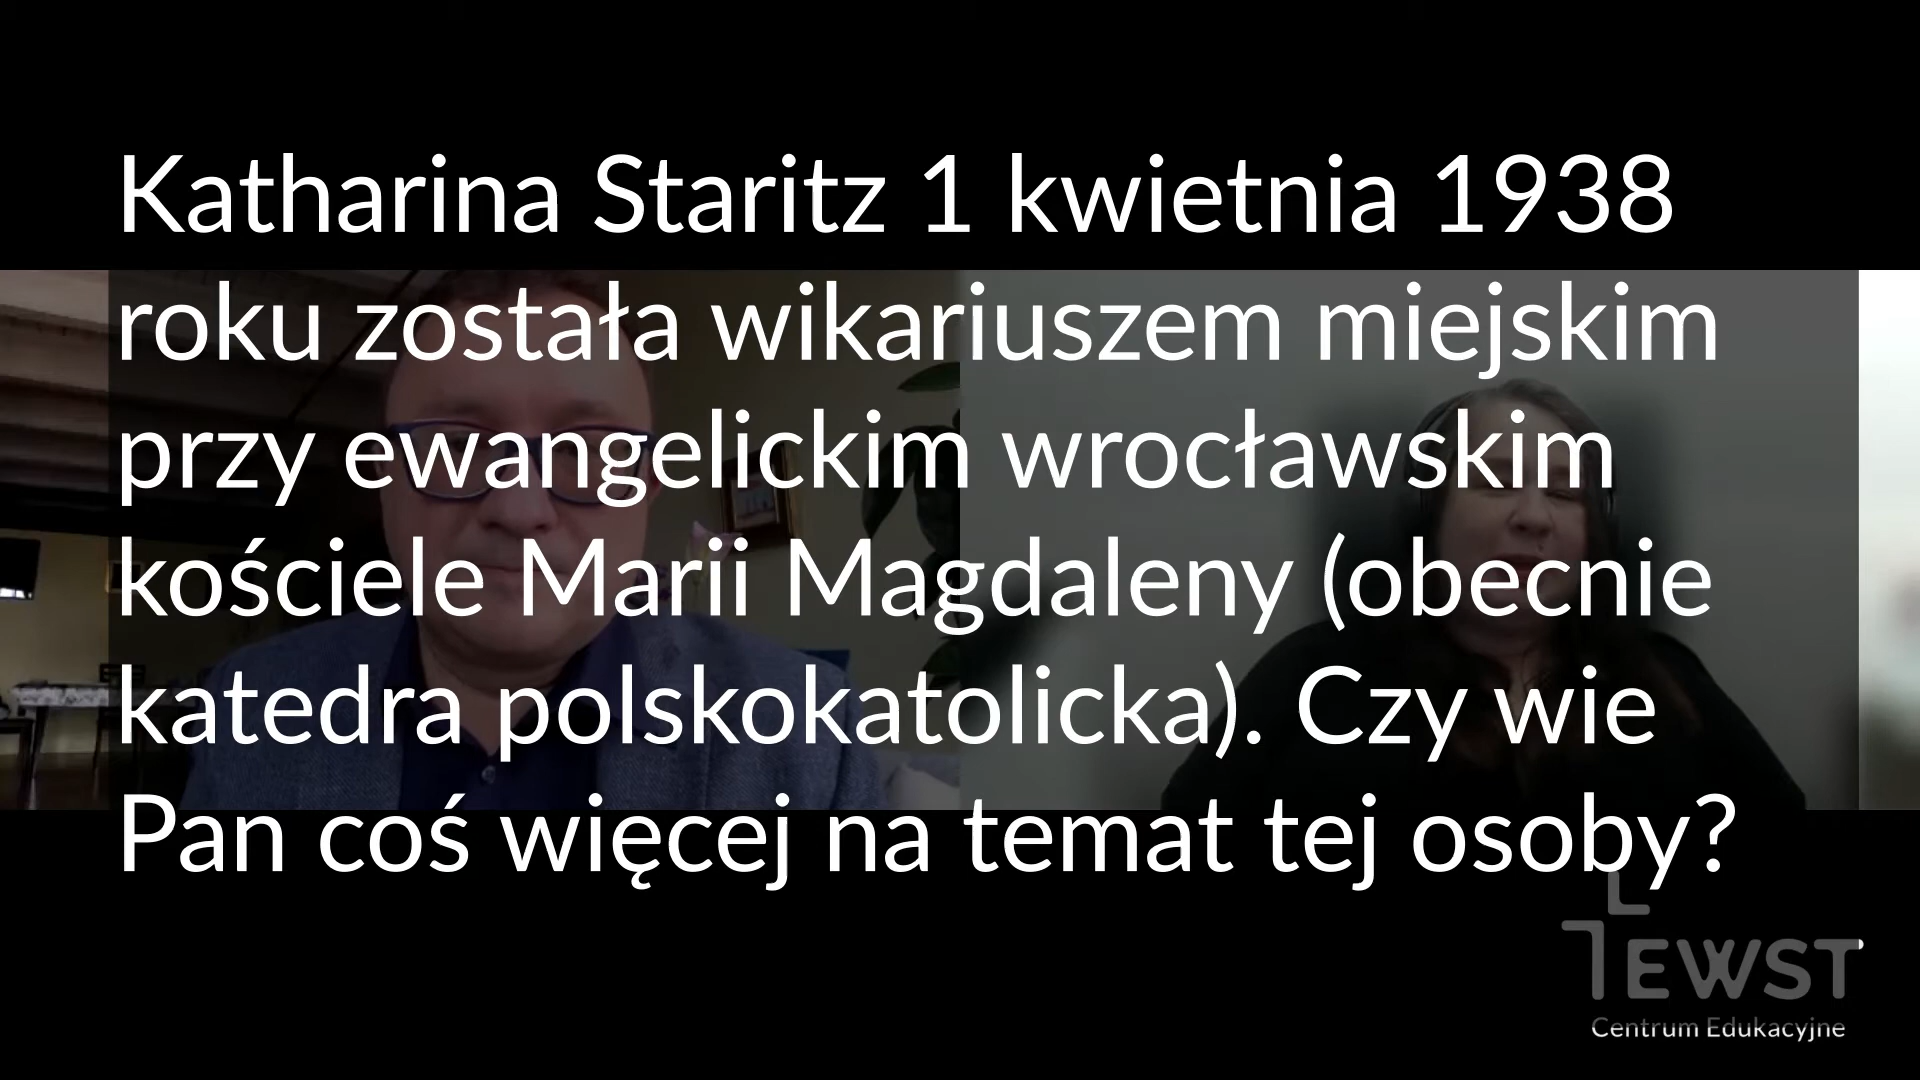 Katharina Staritz 1 kwietnia 1938
roku została wikariuszem miejskim
przy ewangelickim wrocławskim
kościele Marii Magdaleny (obecnie
katedra polskokatolicka). Czy wie
Pan coś więcej na temat tej osoby?
EWST
Centrum Edukacyjne